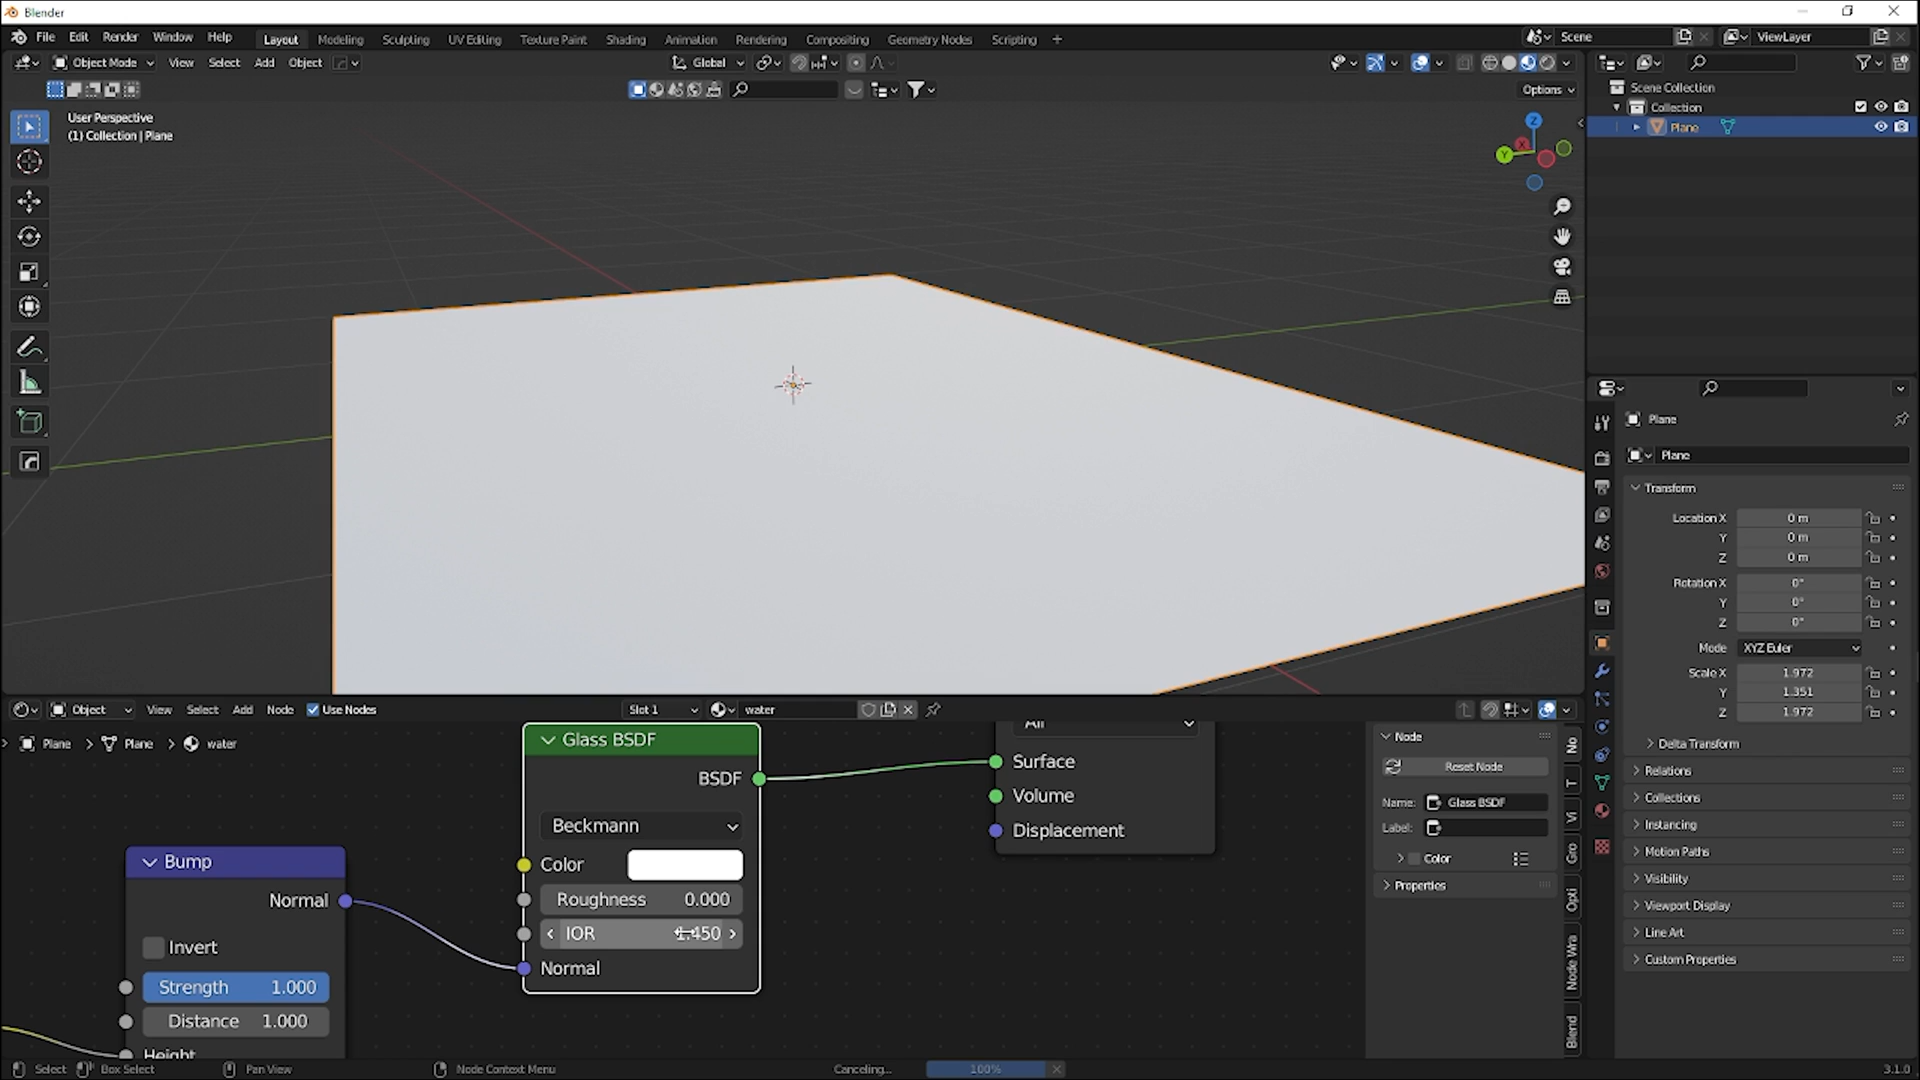 Blender
File Edit Render Window Help
Layout Modeling Sculpting UV Editing Texture Paint Shading Animation Rendering Compositing Geometry Nodes Scripting +
Scene
ViewLayer
Object Mode View Select Add Object
Global
Options
User Perspective
(1) Collection | Plane
Z
X
Y
Scene Collection
Collection
Plane
Plane
Plane
Transform
Location X 0 m
Y 0 m
Z 0 m
Rotation X 0°
Y 0°
Z 0°
Mode XYZ Euler
Scale X 1.972
Y 1.351
Z 1.972
Delta Transform
Relations
Collections
Instancing
Motion Paths
Visibility
Viewport Display
Line Art
Custom Properties
Object View Select Add Node Use Nodes
Slot 1
water
Plane > Plane > water
Glass BSDF
BSDF
Beckmann
Color
Roughness 0.000
IOR 1.450
Normal
Bump
Normal
Invert
Strength 1.000
Distance 1.000
Height
All
Surface
Volume
Displacement
Node
Reset Node
Name: Glass BSDF
Label:
Color
Properties
No
T
Vi
Gro
Opti
Node Wra
Blend
Select Box Select Pan View Node Context Menu Canceling... 100% 3.1.0